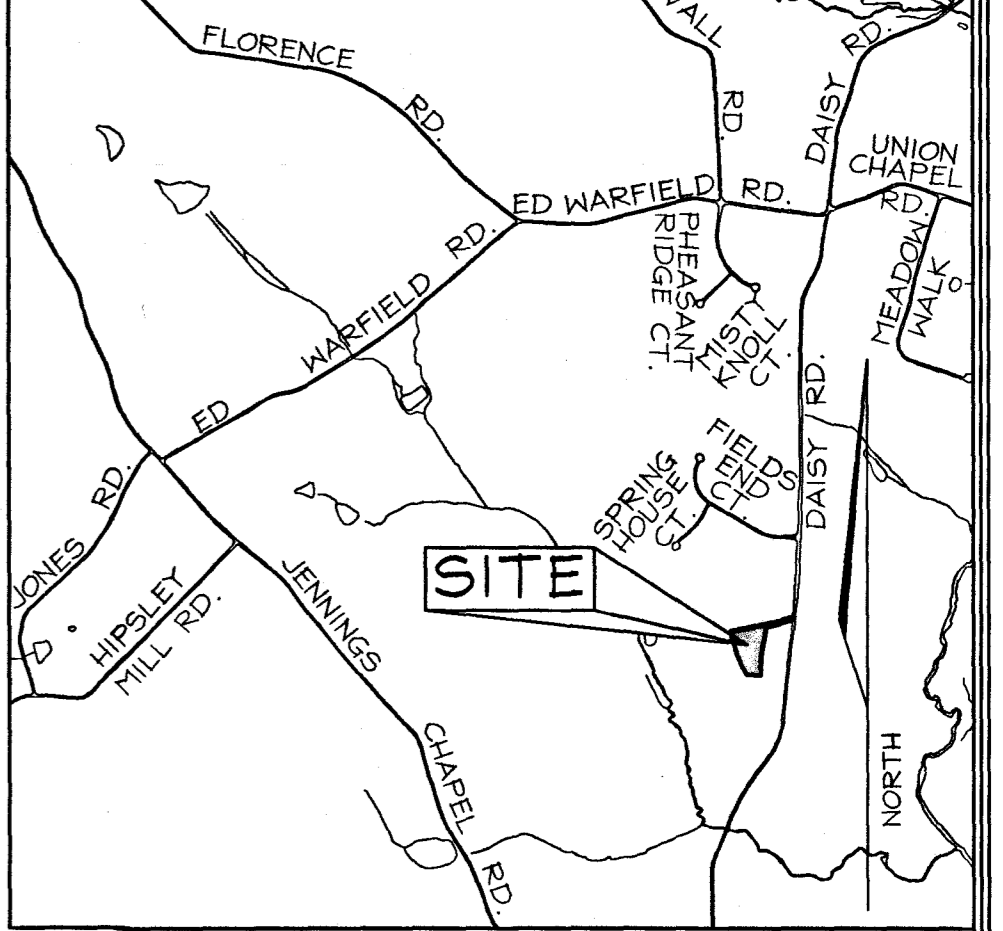 FLORENCE RD.
RD.
DAISY RD.
UNION
CHAPEL
RD.
ED WARFIELD RD.
MEADOW
WALK
PHEASANT
RIDGE CT.
MIST
KNOLL
CT.
ED WARFIELD RD.
DAISY RD.
FIELDS
END
CT.
SPRING
HOUSE
CT.
JONES RD.
HIPSLEY
MILL RD.
JENNINGS CHAPEL RD.
SITE
NORTH